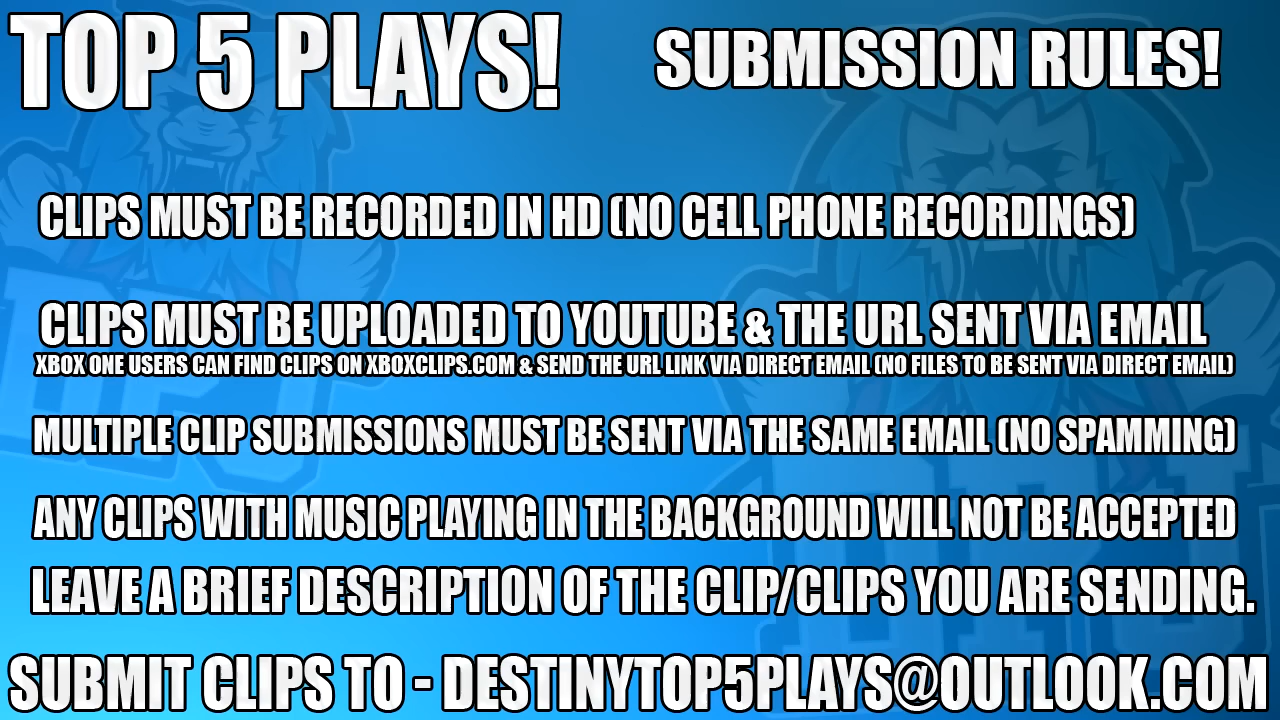 TOP 5 PLAYS!
SUBMISSION RULES!
CLIPS MUST BE RECORDED IN HD (NO CELL PHONE RECORDINGS)
CLIPS MUST BE UPLOADED TO YOUTUBE & THE URL SENT VIA EMAIL
XBOX ONE USERS CAN FIND CLIPS ON XBOXCLIPS.COM & SEND THE URL LINK VIA DIRECT EMAIL (NO FILES TO BE SENT VIA DIRECT EMAIL)
MULTIPLE CLIP SUBMISSIONS MUST BE SENT VIA THE SAME EMAIL (NO SPAMMING)
ANY CLIPS WITH MUSIC PLAYING IN THE BACKGROUND WILL NOT BE ACCEPTED
LEAVE A BRIEF DESCRIPTION OF THE CLIP/CLIPS YOU ARE SENDING.
SUBMIT CLIPS TO - DESTINYTOP5PLAYS@OUTLOOK.COM